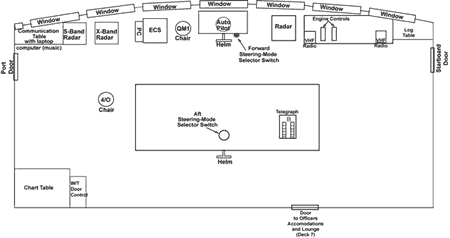 Window
Window
Window
Window
Window
Window
Window
Communication
Table
with laptop
computer (music)
S-Band
Radar
X-Band
Radar
PC
ECS
QM1
Chair
Auto
Pilot
Helm
Forward
Steering-Mode
Selector Switch
Radar
Engine Controls
VHF
Radio
VHF
Radio
Log
Table
Port
Door
Starboard
Door
4/O
Chair
Aft
Steering-Mode
Selector Switch
Helm
Telegraph
Chart Table
W/T
Door
Control
Door
to Officers
Accomodations
and Lounge
(Deck 7)